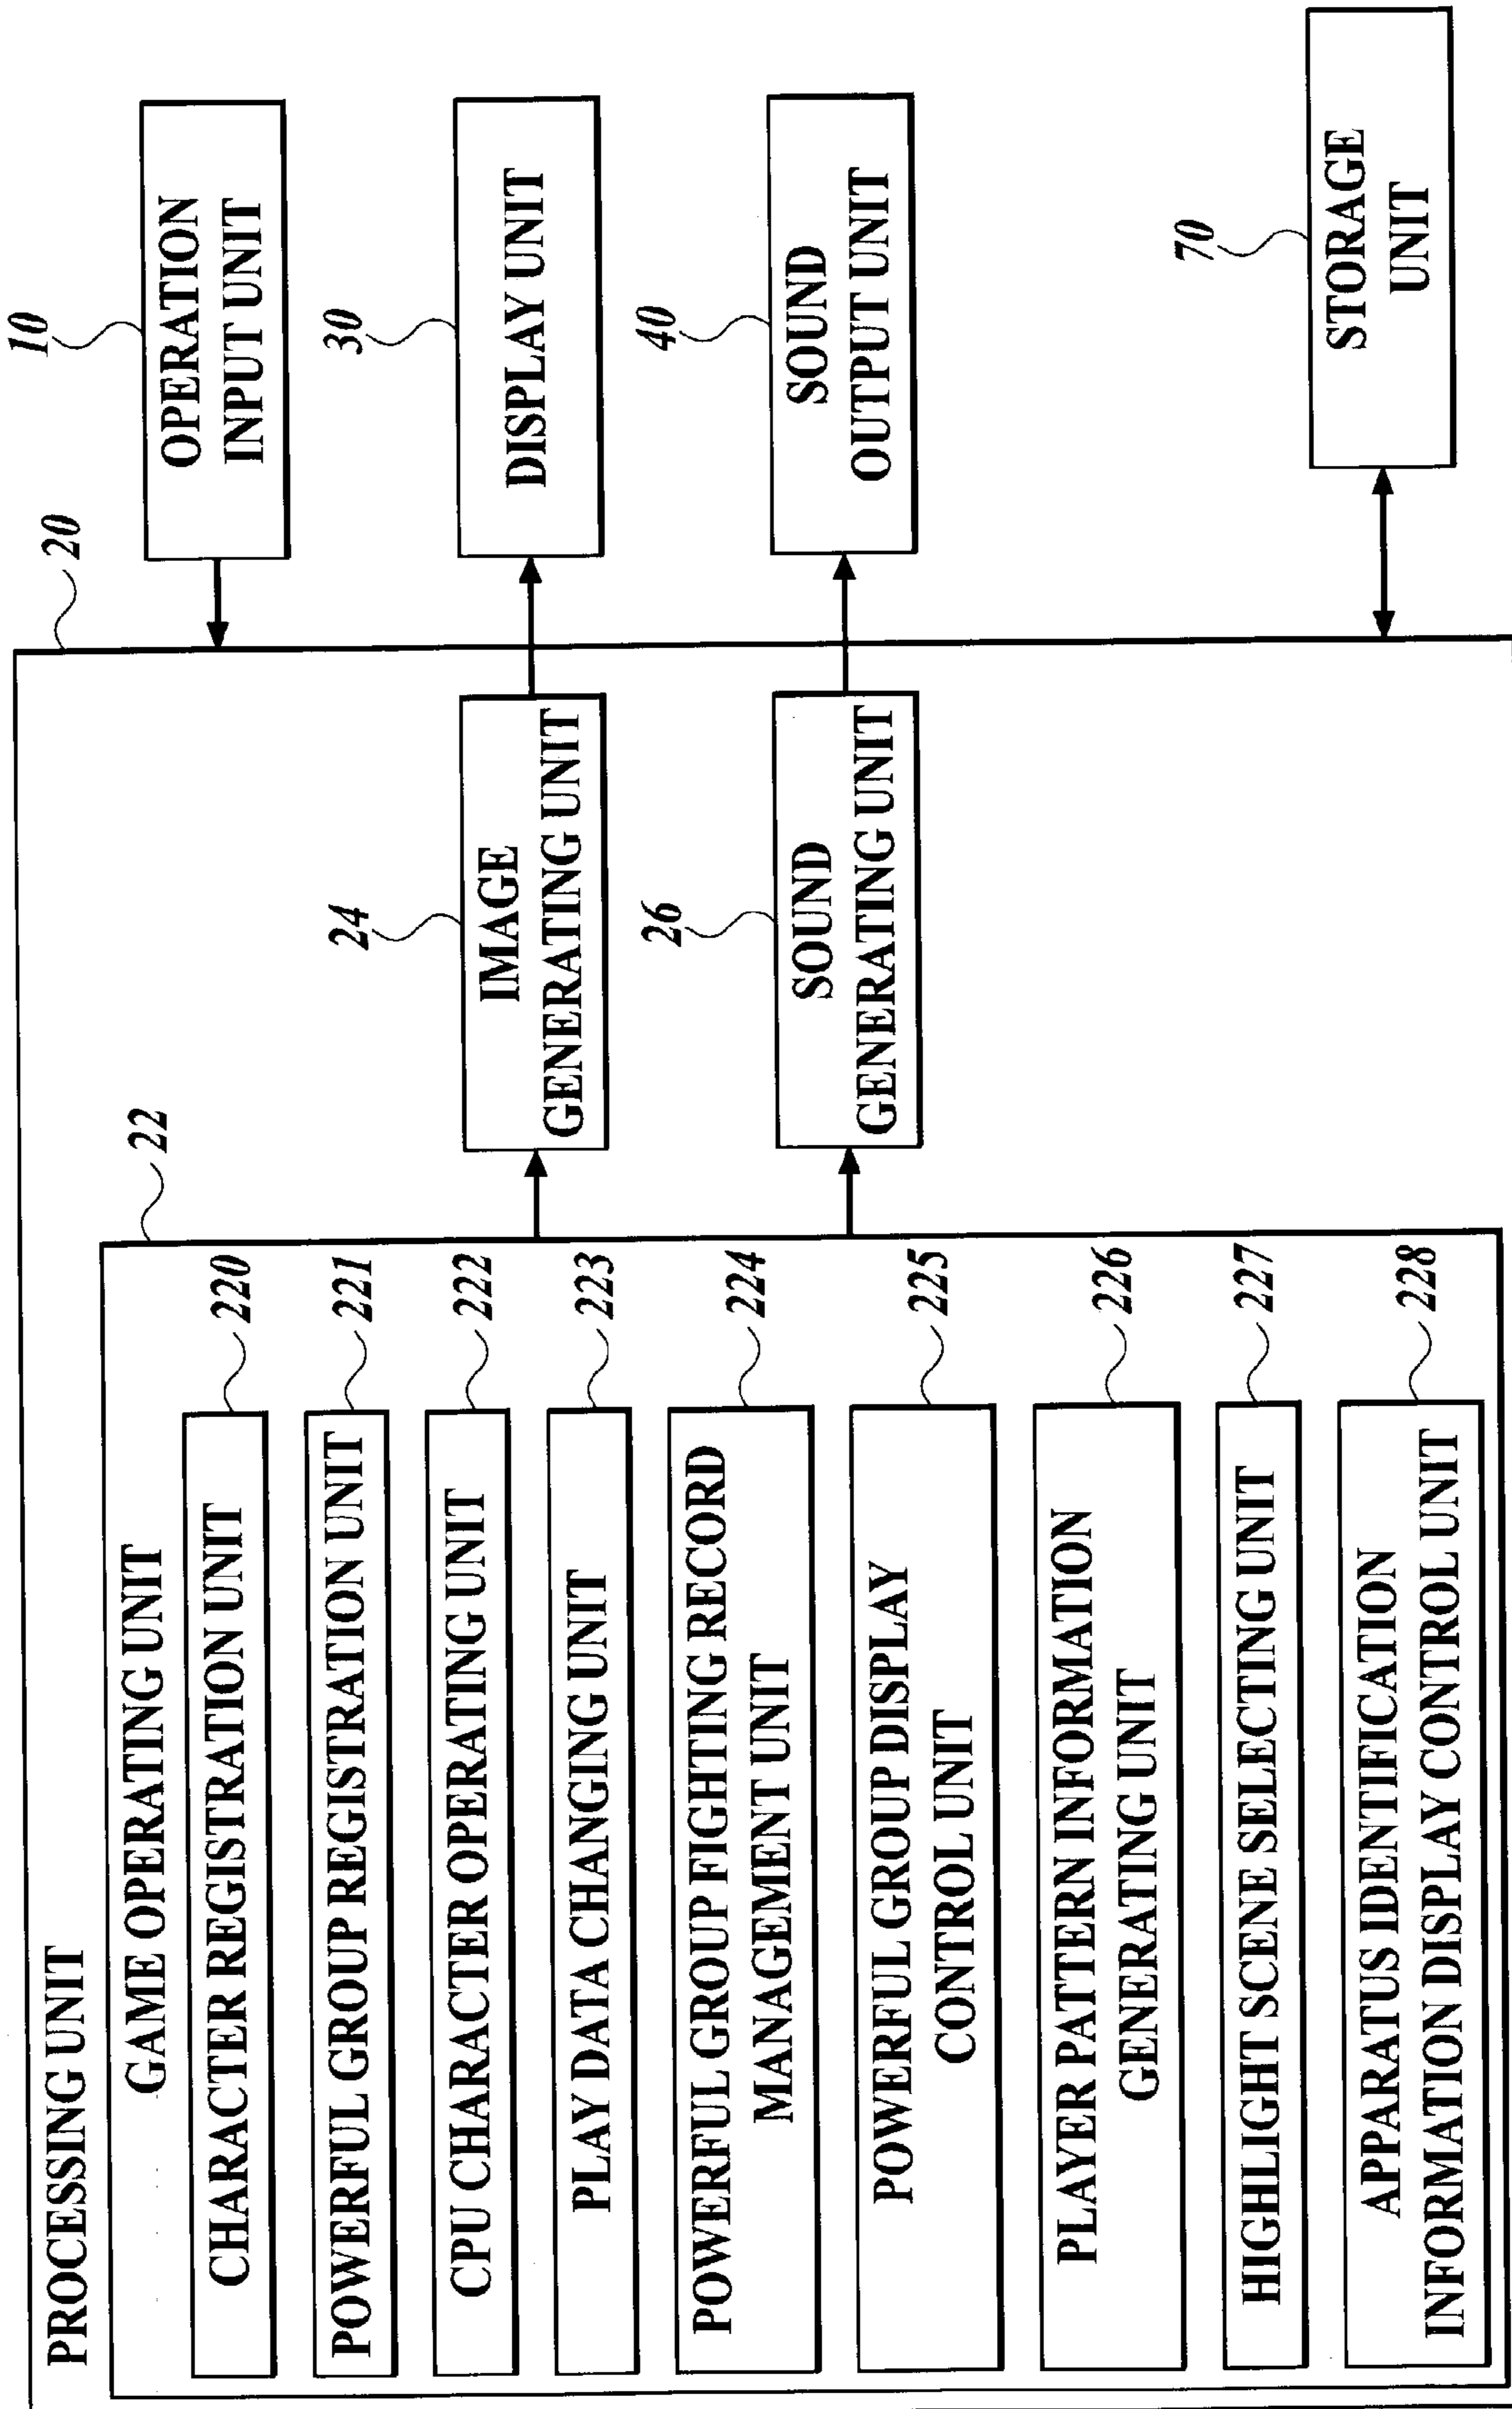 PROCESSING UNIT
20
GAME OPERATING UNIT
22
CHARACTER REGISTRATION UNIT
220
POWERFUL GROUP REGISTRATION UNIT
221
CPU CHARACTER OPERATING UNIT
222
PLAY DATA CHANGING UNIT
223
POWERFUL GROUP FIGHTING RECORD
MANAGEMENT UNIT
224
POWERFUL GROUP DISPLAY
CONTROL UNIT
225
PLAYER PATTERN INFORMATION
GENERATING UNIT
226
HIGHLIGHT SCENE SELECTING UNIT
227
APPARATUS IDENTIFICATION
INFORMATION DISPLAY CONTROL UNIT
228
24
IMAGE
GENERATING UNIT
26
SOUND
GENERATING UNIT
10
OPERATION
INPUT UNIT
30
DISPLAY UNIT
40
SOUND
OUTPUT UNIT
70
STORAGE
UNIT